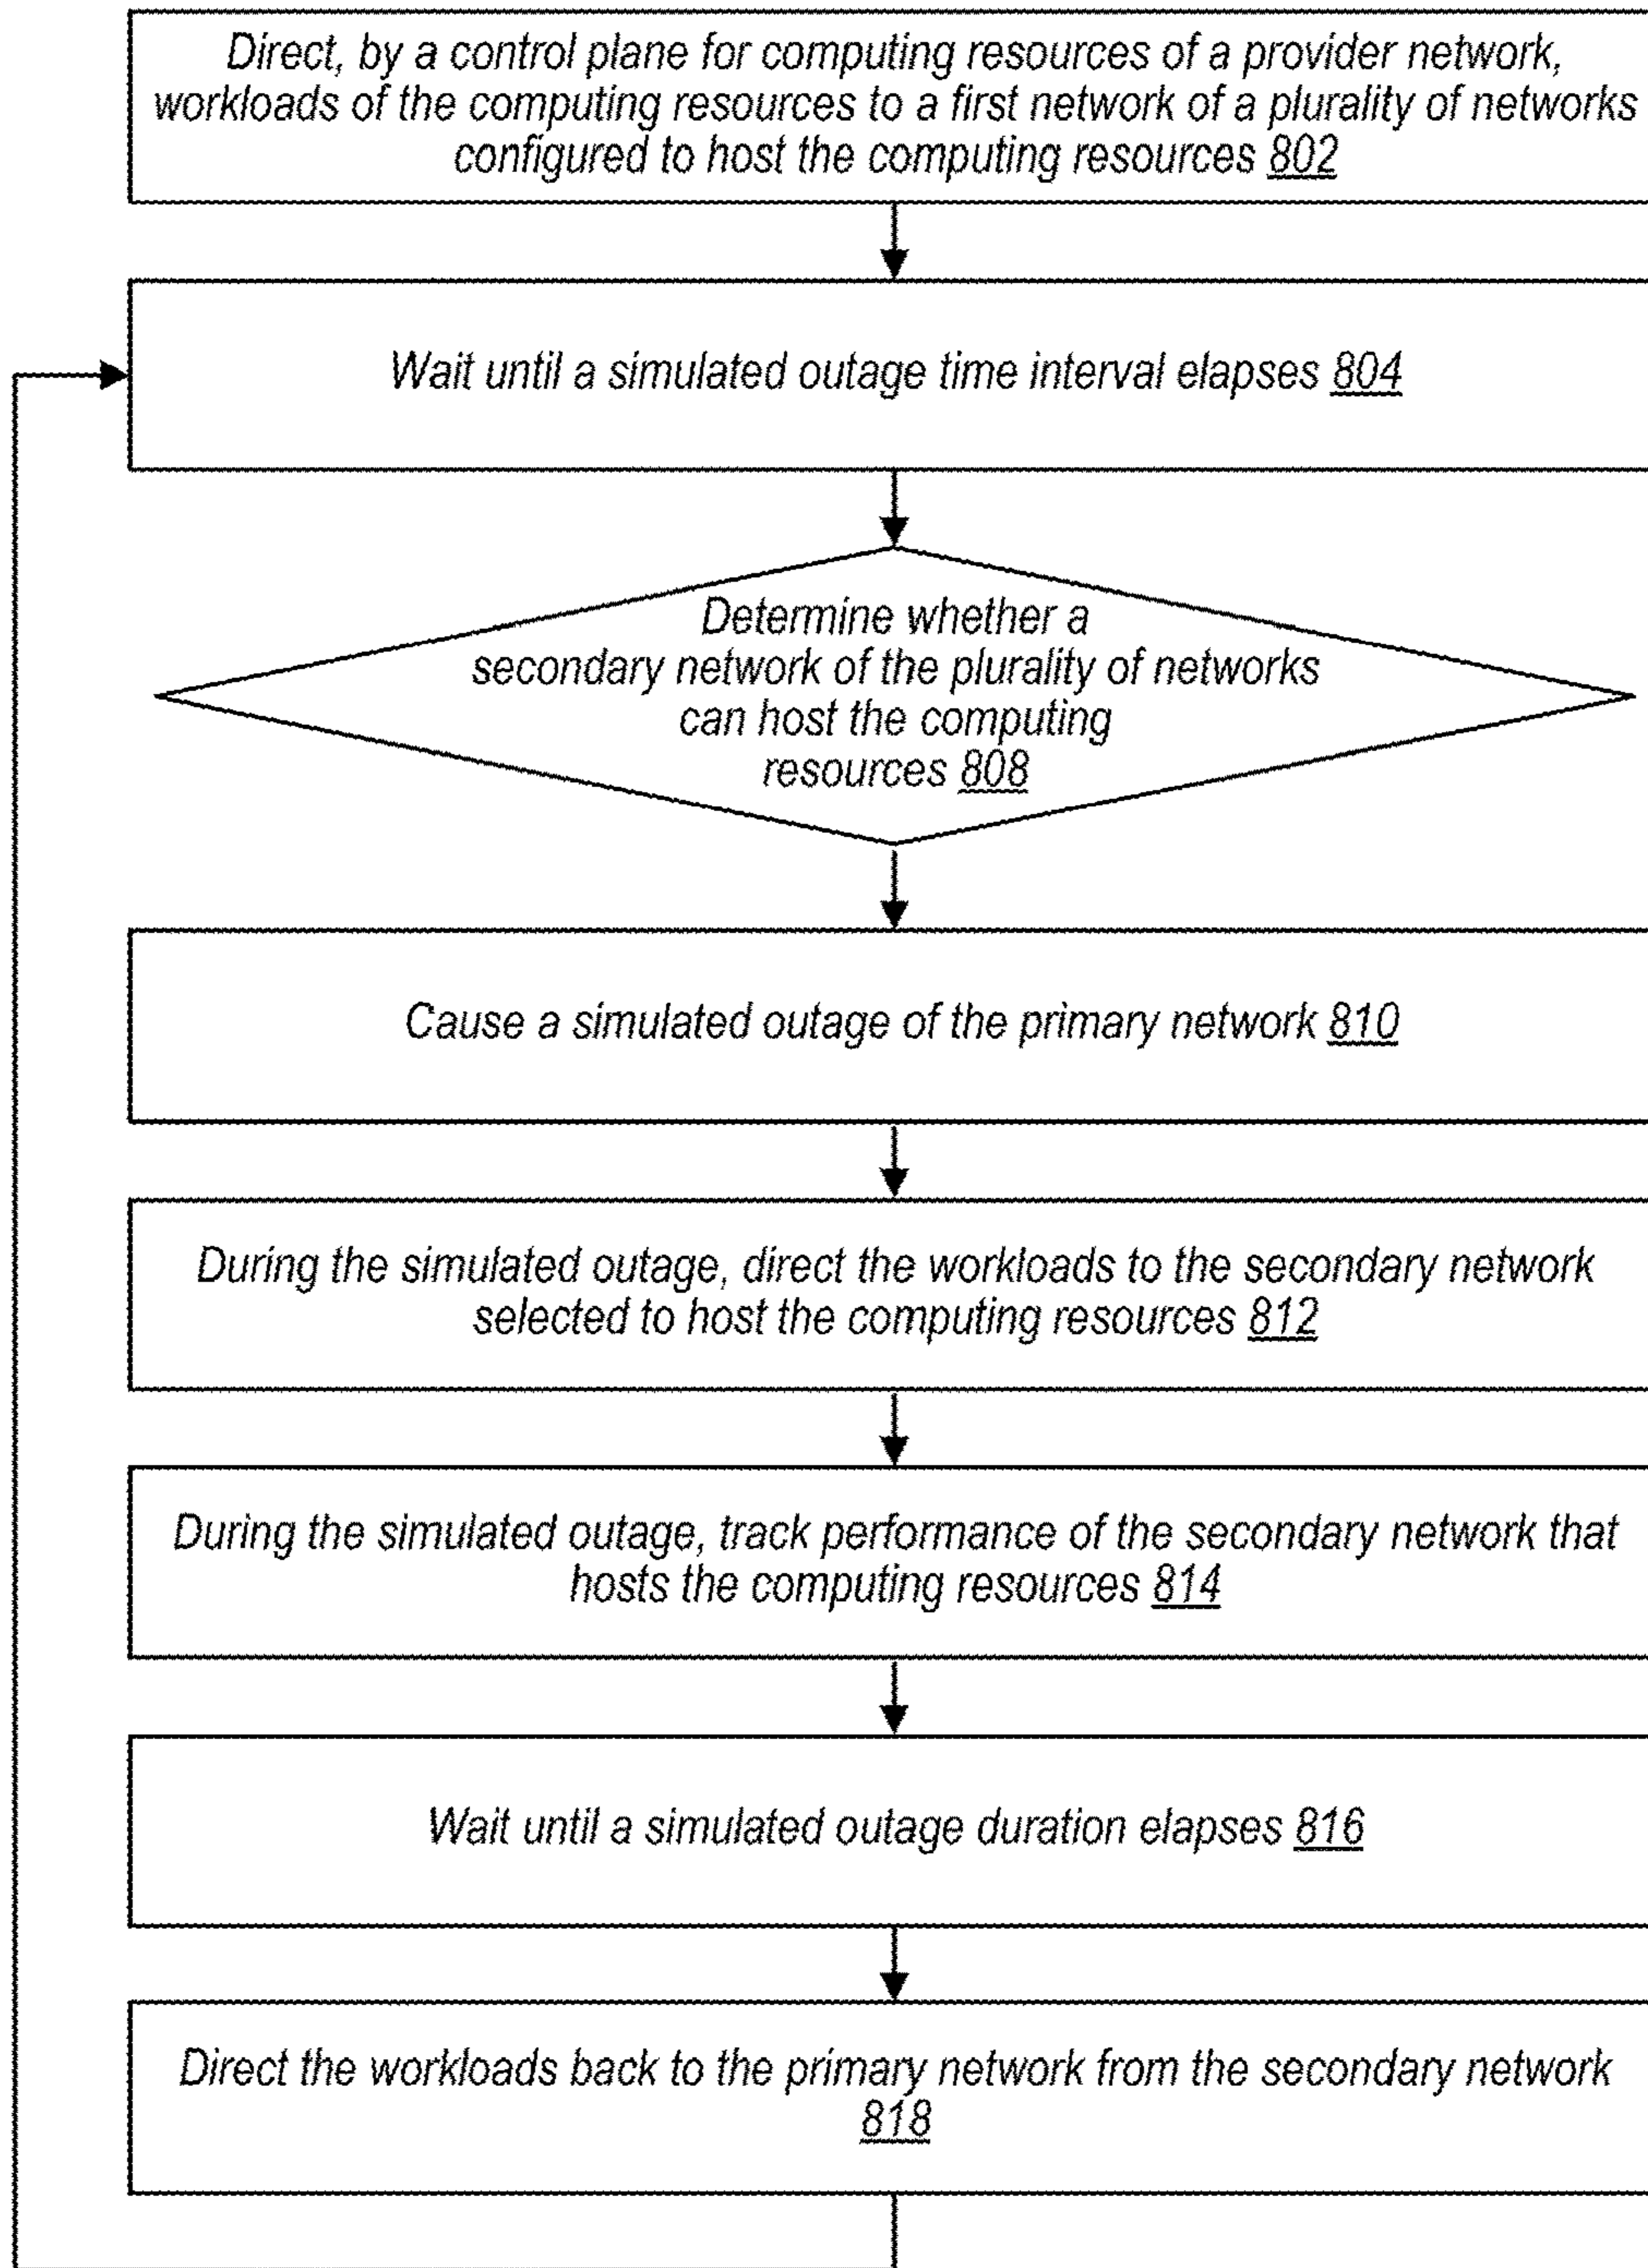 Direct, by a control plane for computing resources of a provider network,
workloads of the computing resources to a first network of a plurality of networks
configured to host the computing resources 802
Wait until a simulated outage time interval elapses 804
Determine whether a
secondary network of the plurality of networks
can host the computing
resources 808
Cause a simulated outage of the primary network 810
During the simulated outage, direct the workloads to the secondary network
selected to host the computing resources 812
During the simulated outage, track performance of the secondary network that
hosts the computing resources 814
Wait until a simulated outage duration elapses 816
Direct the workloads back to the primary network from the secondary network
818